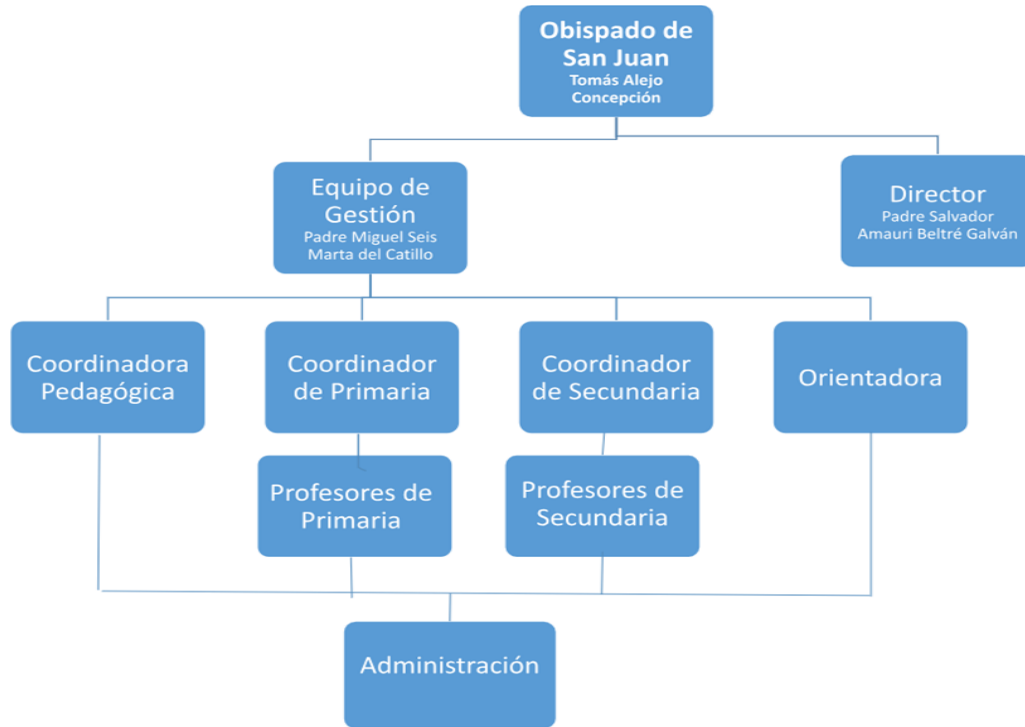 Obispado de
San Juan
Tomás Alejo
Concepción
Equipo de
Gestión
Padre Miguel Seis
Marta del Catillo
Director
Padre Salvador
Amauri Beltré Galván
Coordinadora
Pedagógica
Coordinador
de Primaria
Coordinador
de Secundaria
Orientadora
Profesores de
Primaria
Profesores de
Secundaria
Administración